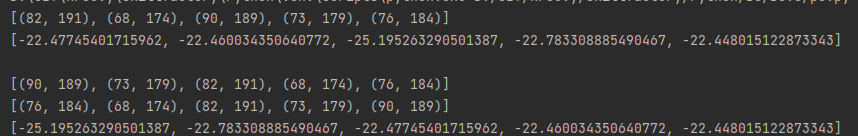 [(82, 191), (68, 174), (90, 189), (73, 179), (76, 184)]
[-22.47745401715962, -22.460034350640772, -25.195263290501387, -22.783308885490467, -22.448015122873343]
[(90, 189), (73, 179), (82, 191), (68, 174), (76, 184)]
[(76, 184), (68, 174), (82, 191), (73, 179), (90, 189)]
[-25.195263290501387, -22.783308885490467, -22.47745401715962, -22.460034350640772, -22.448015122873343]